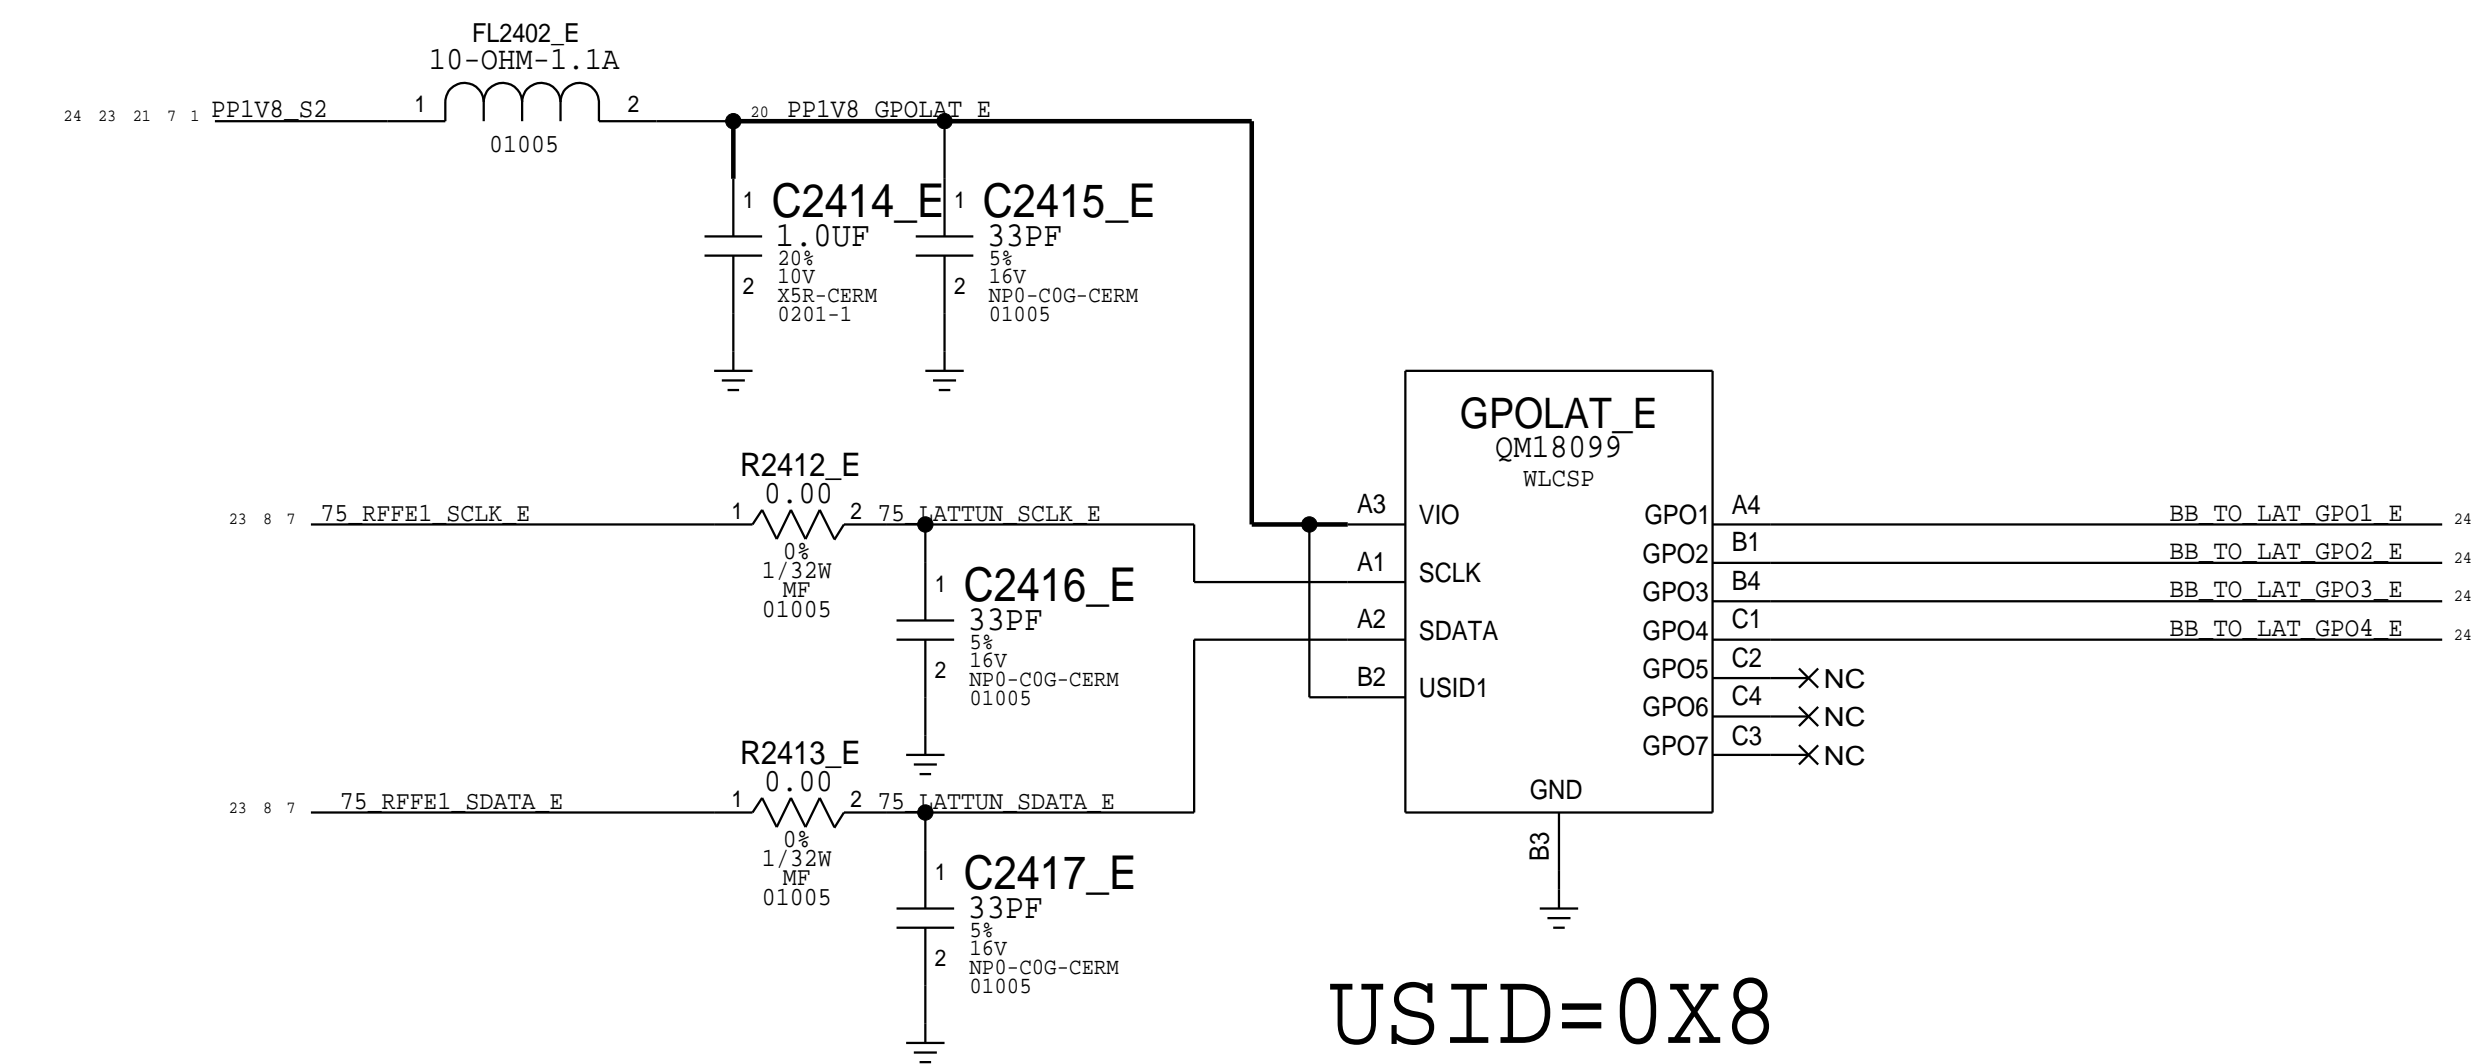 FL2402_E
10-OHM-1.1A
24 23 21 7 1 PP1V8_S2 1 2 20 PP1V8_GPOLAT_E
01005
1 C2414_E 1 C2415_E
1.0UF 33PF
20% 5%
10V 16V
2 X5R-CERM 2 NP0-C0G-CERM
0201-1 01005
GPOLAT_E
QM18099
WLCSP
R2412_E
0.00
23 8 7 75_RFFE1_SCLK_E 1 2 75_LATTUN_SCLK_E
0%
1/32W
MF
01005
1 C2416_E
33PF
5%
16V
2 NP0-C0G-CERM
01005
A3 VIO GPO1 A4 BB_TO_LAT_GPO1_E 24
GPO2 B1 BB_TO_LAT_GPO2_E 24
A1 SCLK GPO3 B4 BB_TO_LAT_GPO3_E 24
A2 SDATA GPO4 C1 BB_TO_LAT_GPO4_E 24
GPO5 C2 NC
B2 USID1 GPO6 C4 NC
GPO7 C3 NC
GND
B3
R2413_E
0.00
23 8 7 75_RFFE1_SDATA_E 1 2 75_LATTUN_SDATA_E
0%
1/32W
MF
01005
1 C2417_E
33PF
5%
16V
2 NP0-C0G-CERM
01005
USID=0X8